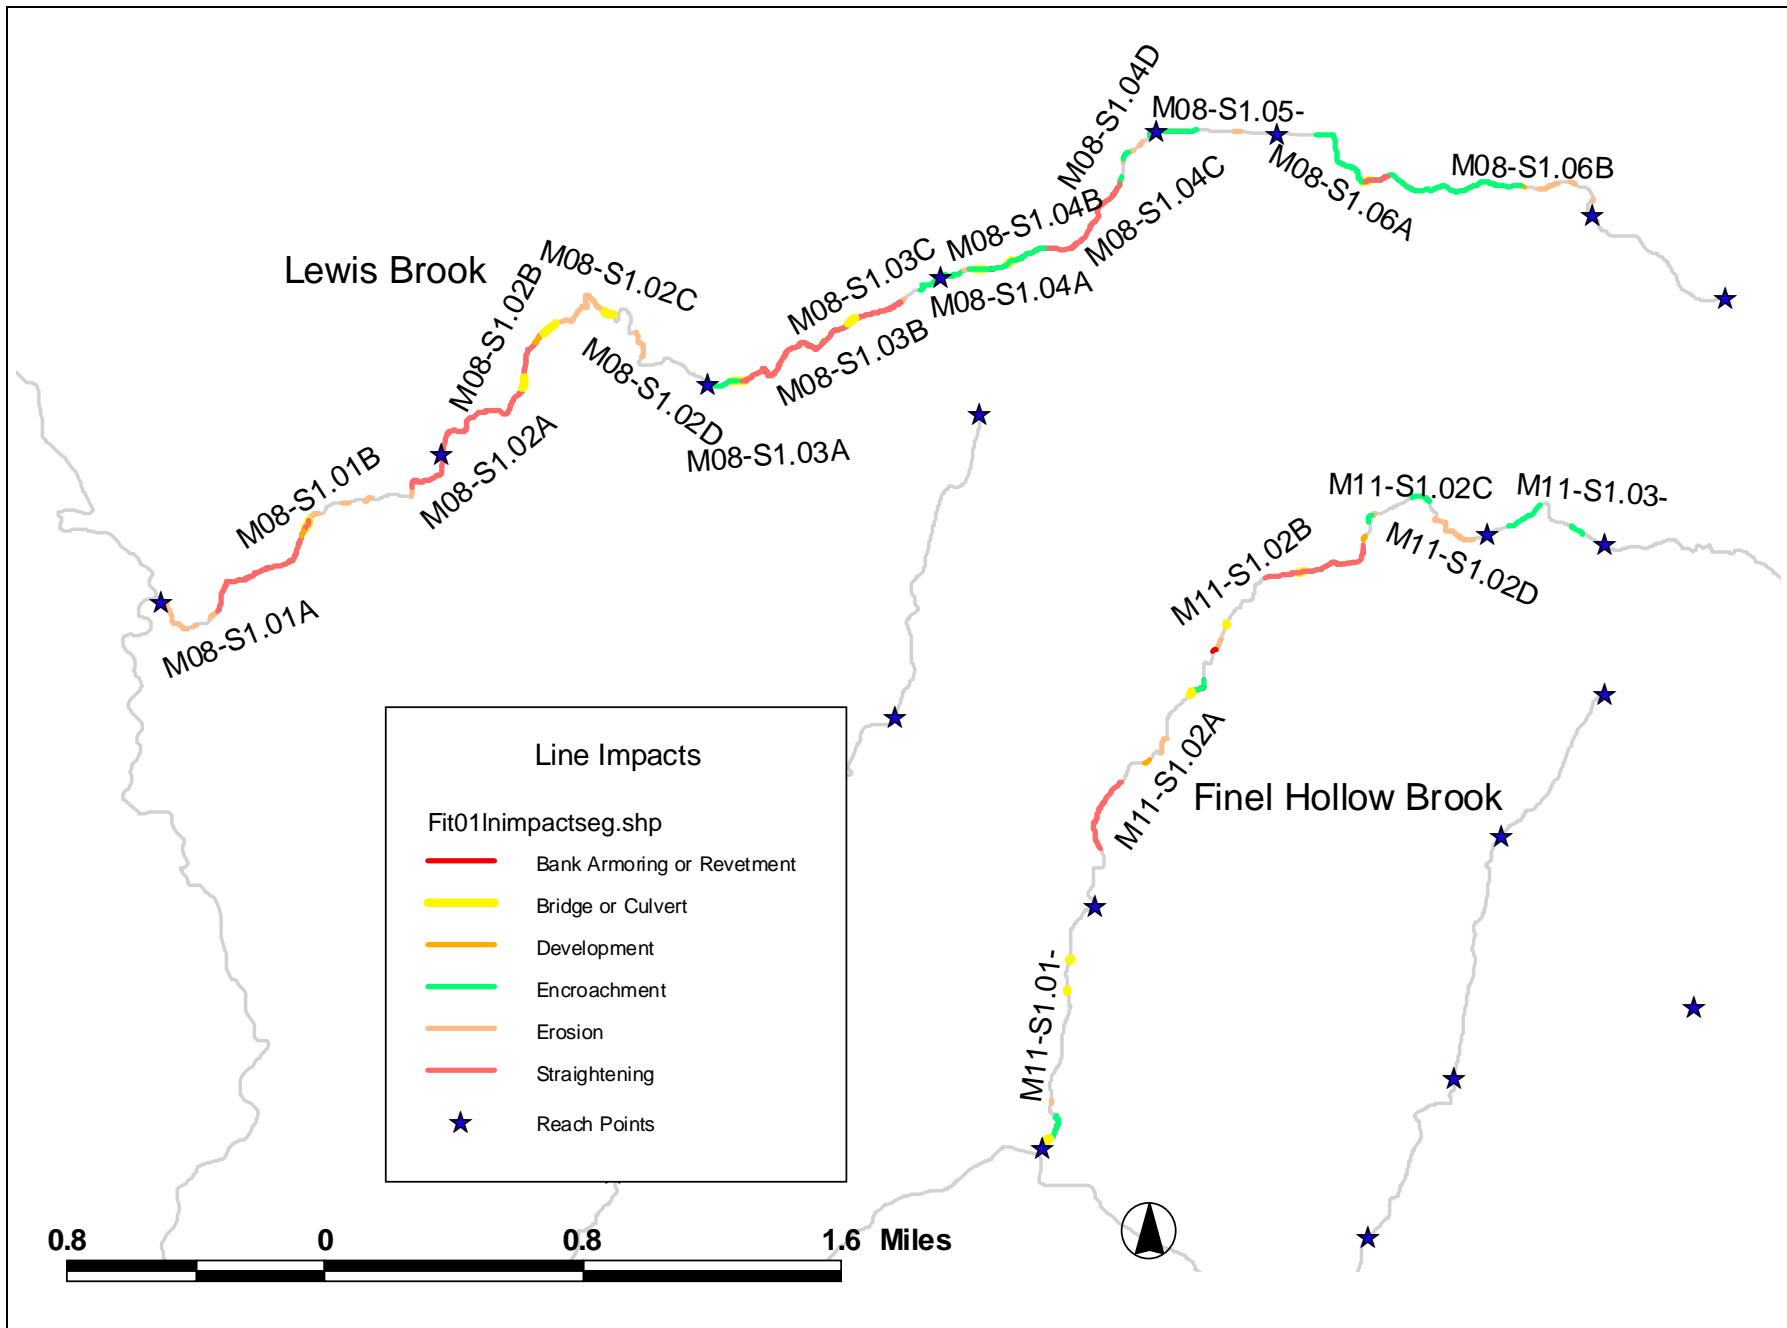 M08-S1.04D
M08-S1.05-
M08-S1.06B
M08-S1.06A
M08-S1.04C
M08-S1.04B
M08-S1.04A
M08-S1.03C
M08-S1.03B
M08-S1.03A
M08-S1.02C
M08-S1.02B
M08-S1.02D
M08-S1.02A
Lewis Brook
M08-S1.01B
M08-S1.01A
M11-S1.02C
M11-S1.03-
M11-S1.02B
M11-S1.02D
M11-S1.02A
Finel Hollow Brook
M11-S1.01-
Line Impacts
Fit01lnimpactseg.shp
Bank Armoring or Revetment
Bridge or Culvert
Development
Encroachment
Erosion
Straightening
Reach Points
0.8 0 0.8 1.6 Miles